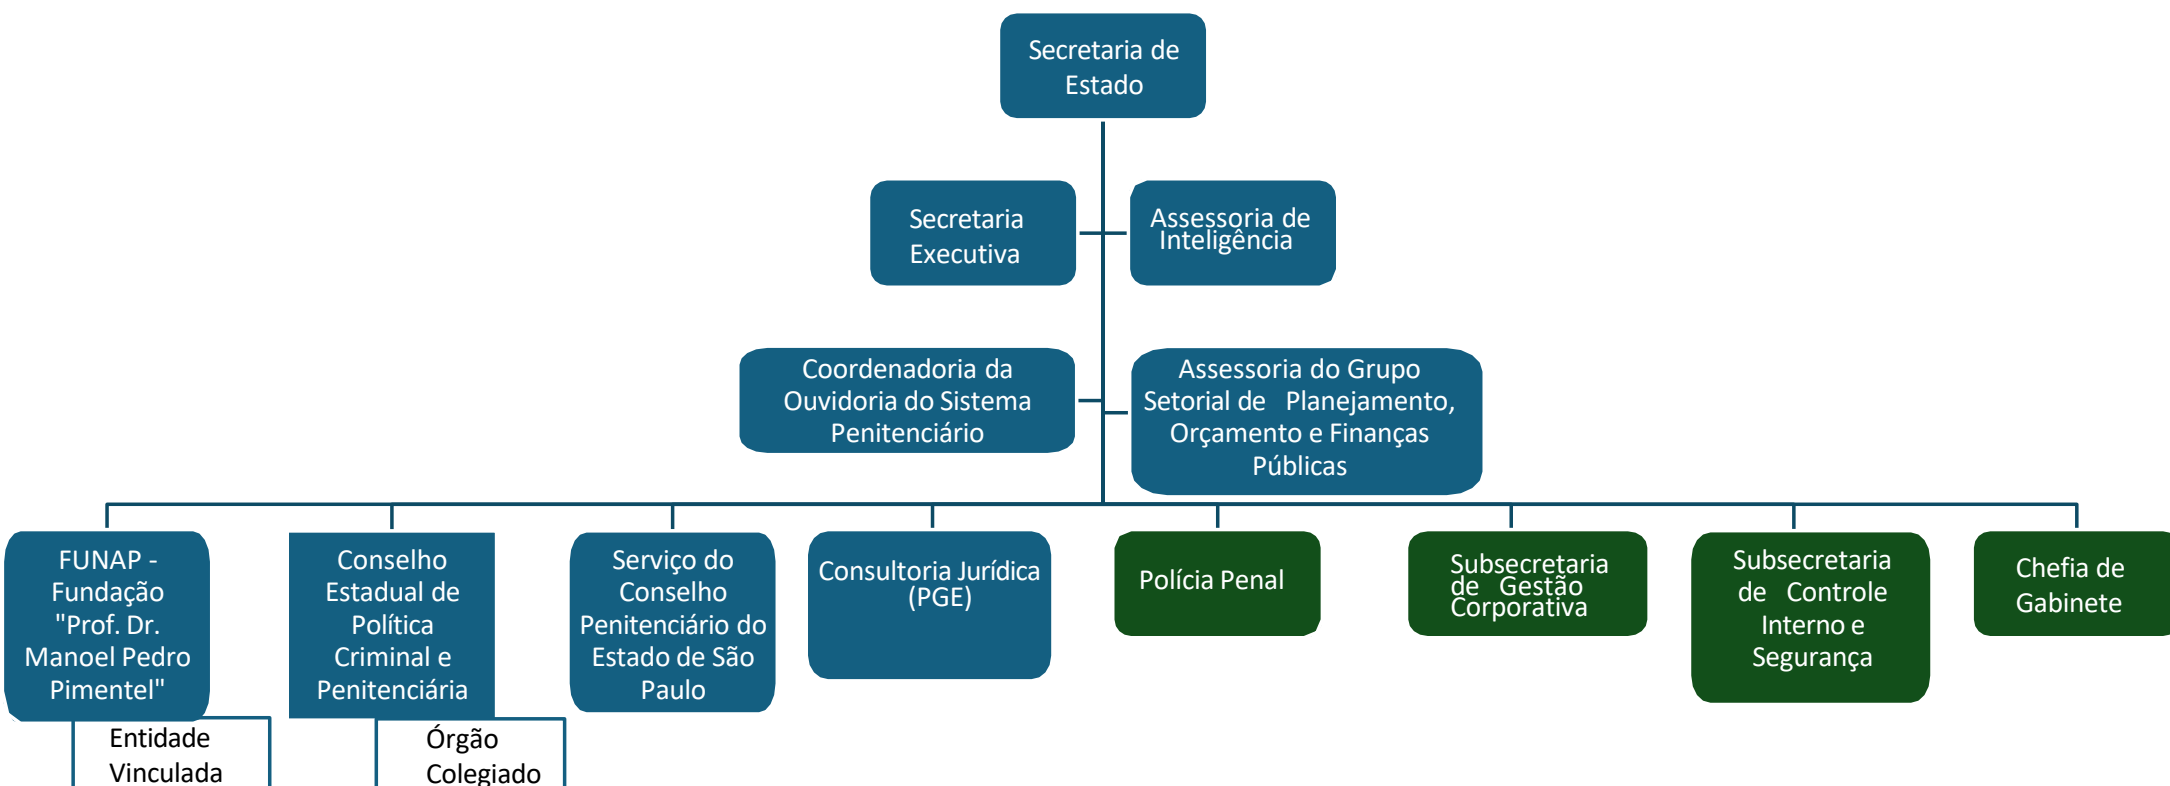 Secretaria de
Estado
Secretaria
Executiva
Assessoria de
Inteligência
Coordenadoria da
Ouvidoria do Sistema
Penitenciário
Assessoria do Grupo
Setorial de Planejamento,
Orçamento e Finanças
Públicas
FUNAP -
Fundação
"Prof. Dr.
Manoel Pedro
Pimentel"
Entidade
Vinculada
Conselho
Estadual de
Política
Criminal e
Penitenciária
Órgão
Colegiado
Serviço do
Conselho
Penitenciário do
Estado de São
Paulo
Consultoria Jurídica
(PGE)
Polícia Penal
Subsecretaria
de Gestão
Corporativa
Subsecretaria
de Controle
Interno e
Segurança
Chefia de
Gabinete